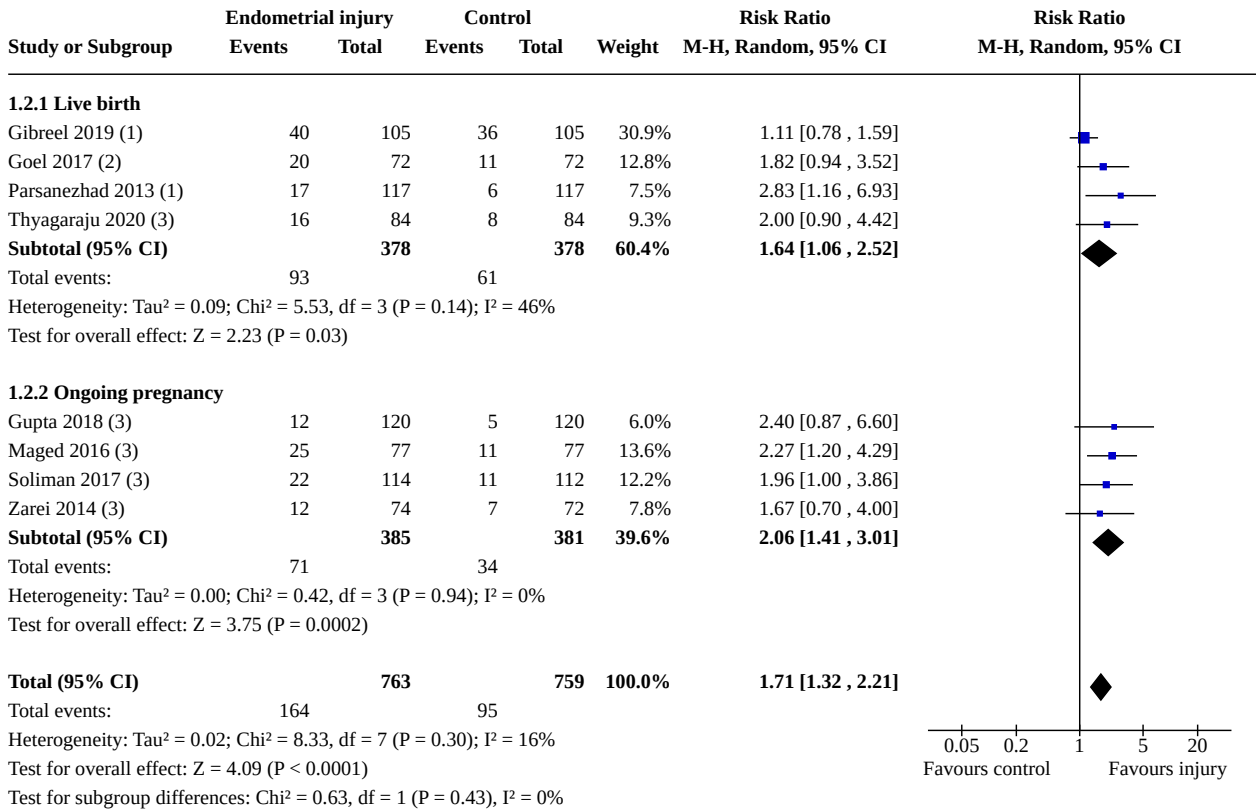 Endometrial injury Control Risk Ratio Risk Ratio
Study or Subgroup Events Total Events Total Weight M-H, Random, 95% CI M-H, Random, 95% CI
1.2.1 Live birth
Gibreel 2019 (1) 40 105 36 105 30.9% 1.11 [0.78 , 1.59]
Goel 2017 (2) 20 72 11 72 12.8% 1.82 [0.94 , 3.52]
Parsanezhad 2013 (1) 17 117 6 117 7.5% 2.83 [1.16 , 6.93]
Thyagaraju 2020 (3) 16 84 8 84 9.3% 2.00 [0.90 , 4.42]
Subtotal (95% CI) 378 378 60.4% 1.64 [1.06 , 2.52]
Total events: 93 61
Heterogeneity: Tau² = 0.09; Chi² = 5.53, df = 3 (P = 0.14); I² = 46%
Test for overall effect: Z = 2.23 (P = 0.03)
1.2.2 Ongoing pregnancy
Gupta 2018 (3) 12 120 5 120 6.0% 2.40 [0.87 , 6.60]
Maged 2016 (3) 25 77 11 77 13.6% 2.27 [1.20 , 4.29]
Soliman 2017 (3) 22 114 11 112 12.2% 1.96 [1.00 , 3.86]
Zarei 2014 (3) 12 74 7 72 7.8% 1.67 [0.70 , 4.00]
Subtotal (95% CI) 385 381 39.6% 2.06 [1.41 , 3.01]
Total events: 71 34
Heterogeneity: Tau² = 0.00; Chi² = 0.42, df = 3 (P = 0.94); I² = 0%
Test for overall effect: Z = 3.75 (P = 0.0002)
Total (95% CI) 763 759 100.0% 1.71 [1.32 , 2.21]
Total events: 164 95
Heterogeneity: Tau² = 0.02; Chi² = 8.33, df = 7 (P = 0.30); I² = 16%
0.05 0.2 1 5 20
Test for overall effect: Z = 4.09 (P < 0.0001)
Favours control Favours injury
Test for subgroup differences: Chi² = 0.63, df = 1 (P = 0.43), I² = 0%